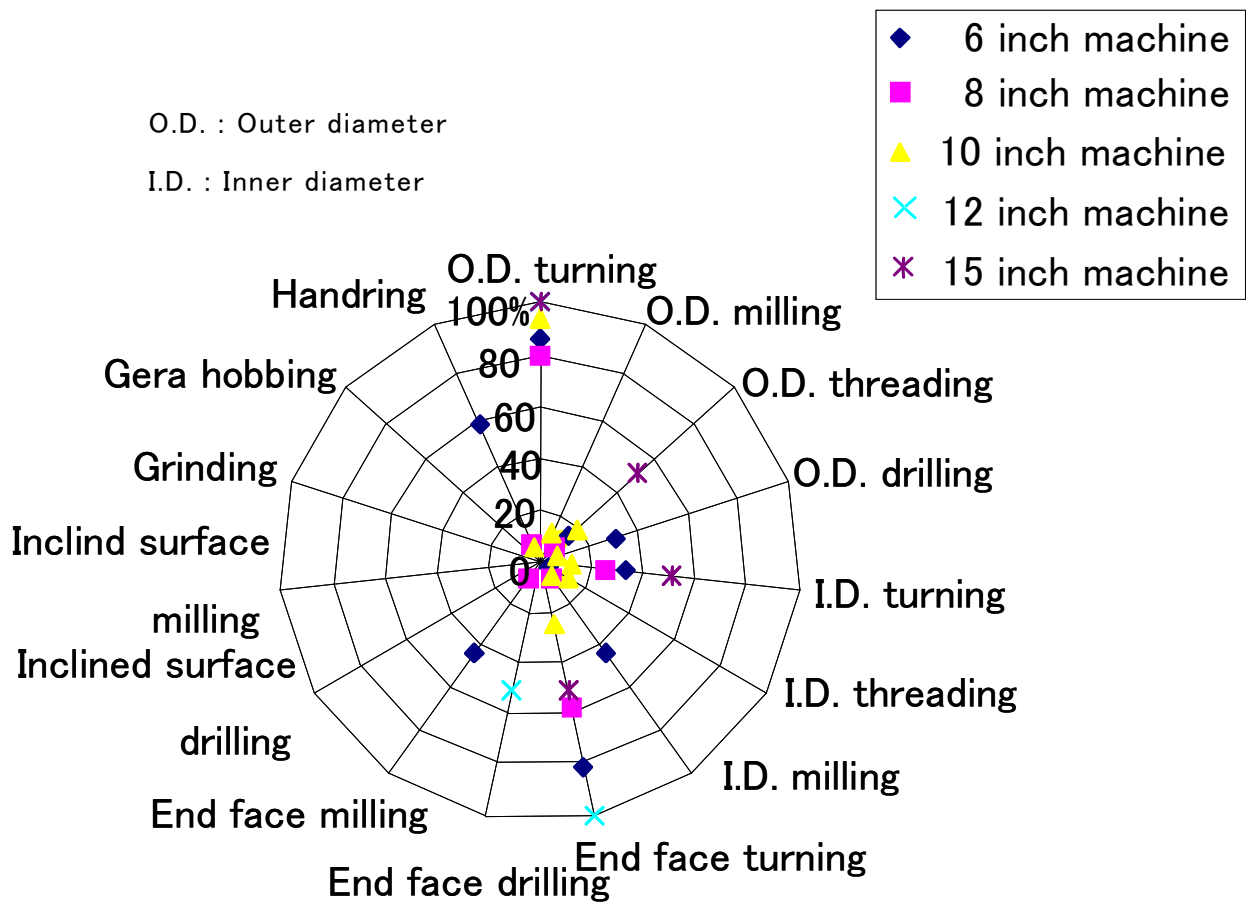 6 inch machine
8 inch machine
10 inch machine
12 inch machine
15 inch machine
O.D. : Outer diameter
I.D. : Inner diameter
O.D. turning
Handring
100%
O.D. milling
80
Gera hobbing
O.D. threading
60
40
Grinding
O.D. drilling
20
Inclind surface
milling
0
I.D. turning
Inclined surface
drilling
I.D. threading
I.D. milling
End face milling
End face turning
End face drilling